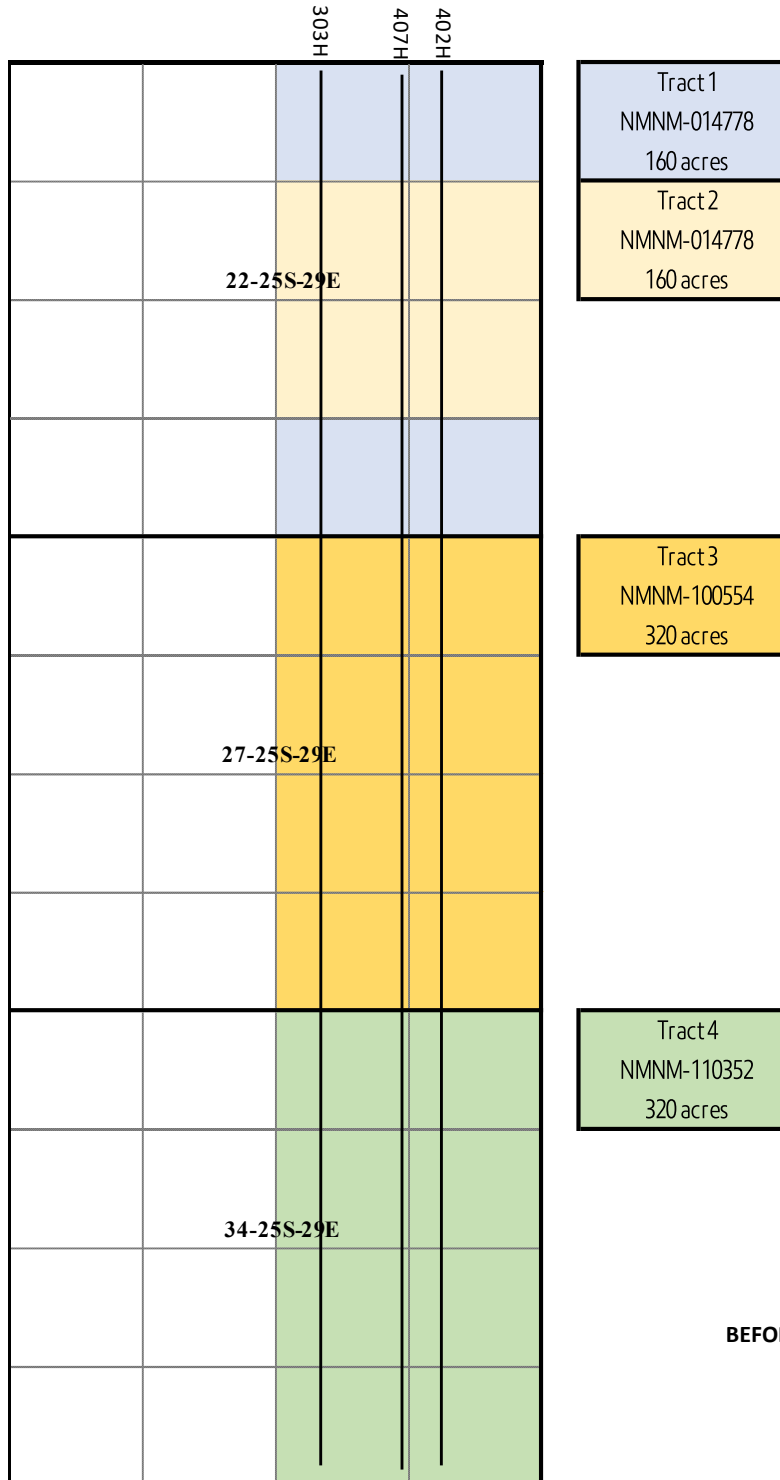 303H
407H
402H
Tract 1
NMNM-014778
160 acres
Tract 2
NMNM-014778
160 acres
22-25S-29E
Tract 3
NMNM-100554
320 acres
27-25S-29E
Tract 4
NMNM-110352
320 acres
34-25S-29E